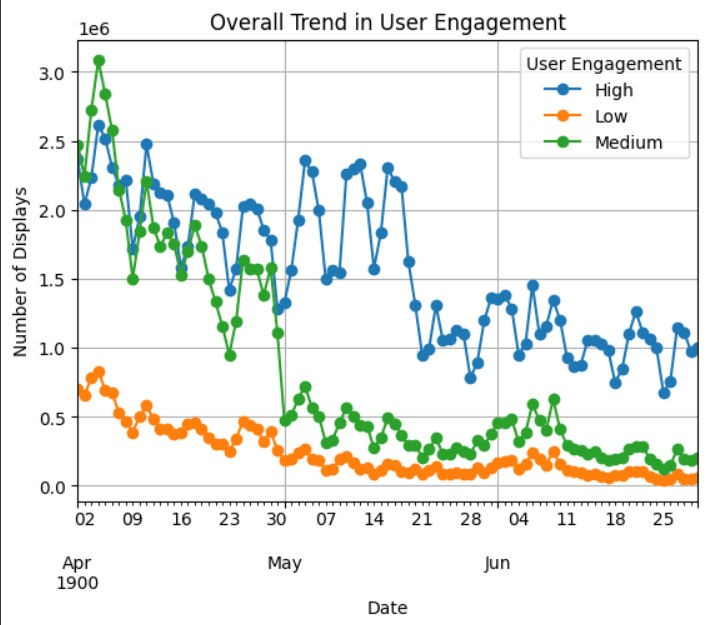 Overall Trend in User Engagement
1e6
User Engagement
High
Low
Medium
3.0
2.5
2.0
1.5
1.0
0.5
0.0
Number of Displays
02 09 16 23 30 07 14 21 28 04 11 18 25
Apr May Jun
1900
Date